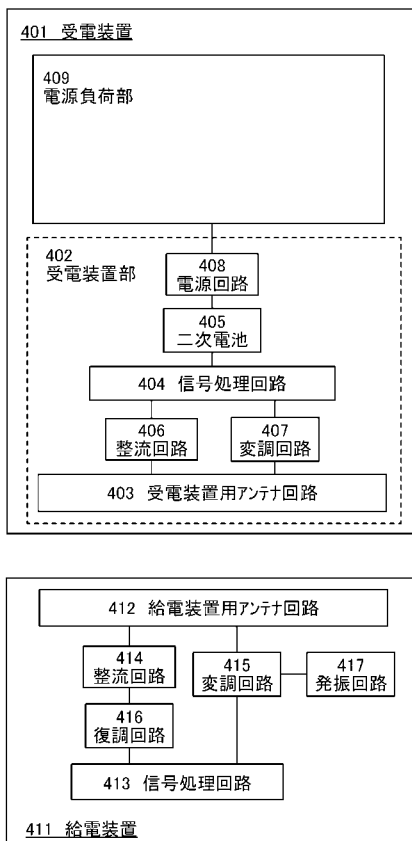 401 受電装置
409
電源負荷部
402
受電装置部
408
電源回路
405
二次電池
404 信号処理回路
406
整流回路
407
変調回路
403 受電装置用アンテナ回路
412 給電装置用アンテナ回路
414
整流回路
415
変調回路
417
発振回路
416
復調回路
413 信号処理回路
411 給電装置